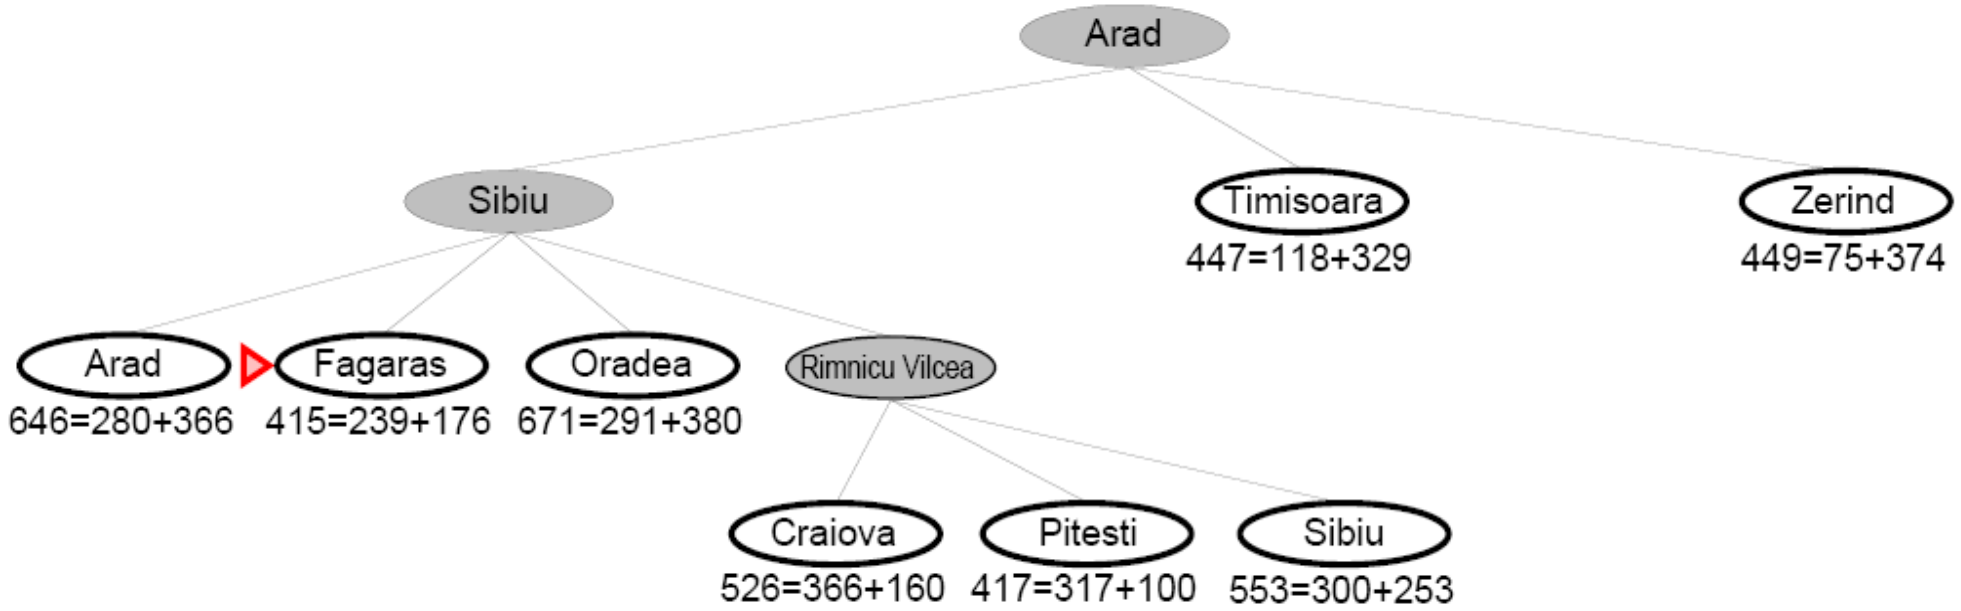 Arad
Sibiu
Timisoara
Zerind
447=118+329
449=75+374
Arad
Fagaras
Oradea
Rimnicu Vilcea
646=280+366
415=239+176
671=291+380
Craiova
Pitesti
Sibiu
526=366+160
417=317+100
553=300+253